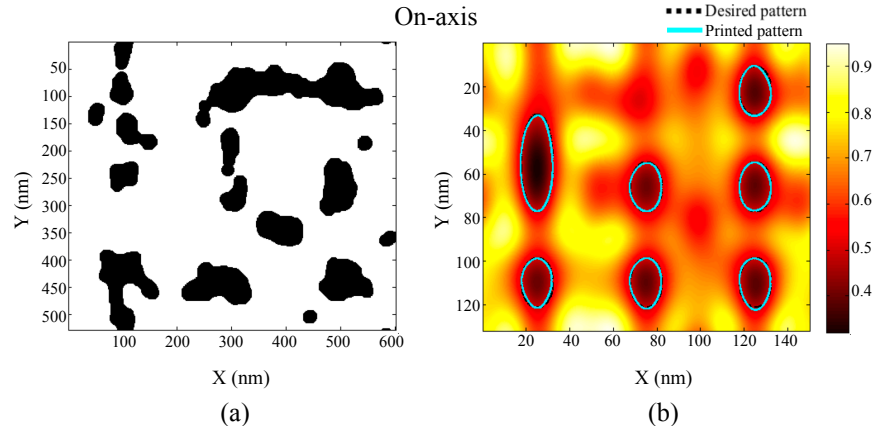 On-axis
Desired pattern
Printed pattern
50
100
150
200
250
300
350
400
450
500
Y (nm)
100 200 300 400 500 600
X (nm)
(a)
20
40
60
80
100
120
Y (nm)
20 40 60 80 100 120 140
X (nm)
(b)
0.9
0.8
0.7
0.6
0.5
0.4